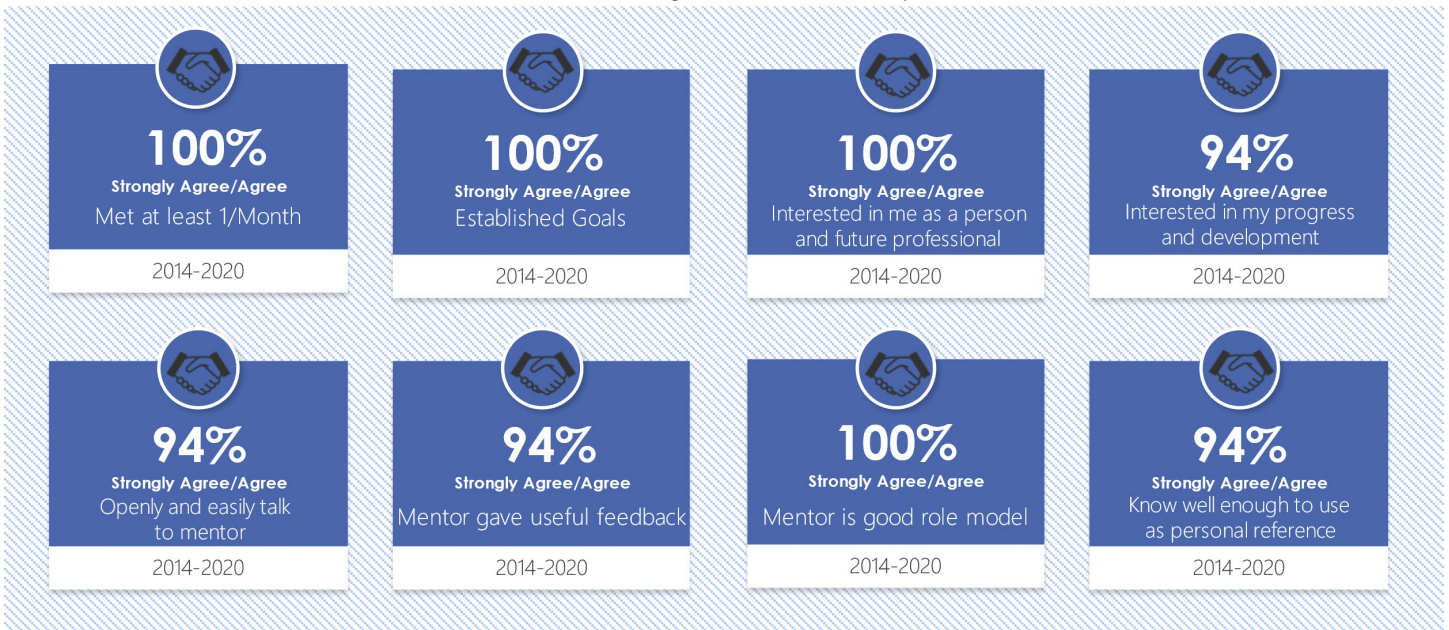 100%
Strongly Agree/Agree
Met at least 1/Month
2014-2020
100%
Strongly Agree/Agree
Established Goals
2014-2020
100%
Strongly Agree/Agree
Interested in me as a person
and future professional
2014-2020
94%
Strongly Agree/Agree
Interested in my progress
and development
2014-2020
94%
Strongly Agree/Agree
Openly and easily talk
to mentor
2014-2020
94%
Strongly Agree/Agree
Mentor gave useful feedback
2014-2020
100%
Strongly Agree/Agree
Mentor is good role model
2014-2020
94%
Strongly Agree/Agree
Know well enough to use
as personal reference
2014-2020